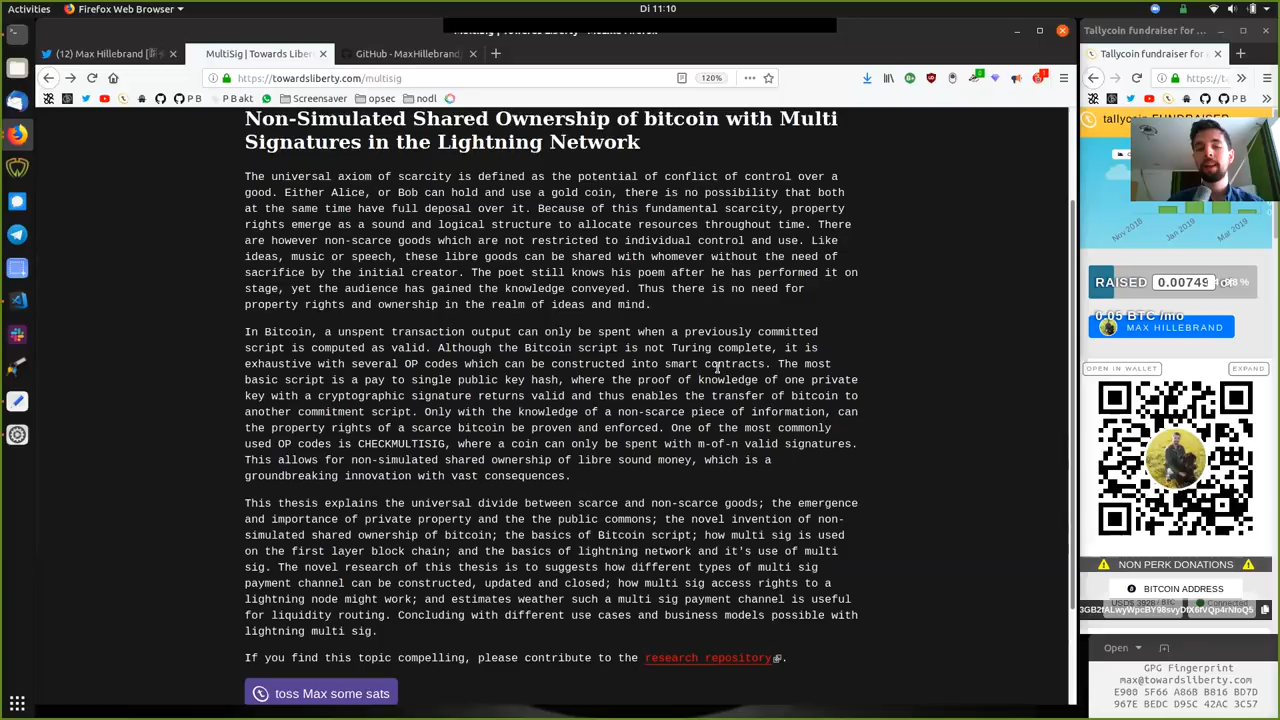 Activities
Firefox Web Browser
Di 11:10
(12) Max Hillebrand
MultiSig | Towards Liber
GitHub - MaxHillebrand
Tallycoin fundraiser for
Tallycoin fundraiser for
https://towardsliberty.com/multisig
120%
https://
P B
P B akt
Screensaver
opsec
nodl
P B
Non-Simulated Shared Ownership of bitcoin with Multi
Signatures in the Lightning Network
The universal axiom of scarcity is defined as the potential of conflict of control over a
good. Either Alice, or Bob can hold and use a gold coin, there is no possibility that both
at the same time have full deposal over it. Because of this fundamental scarcity, property
rights emerge as a sound and logical structure to allocate resources throughout time. There
are however non-scarce goods which are not restricted to individual control and use. Like
ideas, music or speech, these libre goods can be shared with whomever without the need of
sacrifice by the initial creator. The poet still knows his poem after he has performed it on
stage, yet the audience has gained the knowledge conveyed. Thus there is no need for
property rights and ownership in the realm of ideas and mind.
In Bitcoin, a unspent transaction output can only be spent when a previously committed
script is computed as valid. Although the Bitcoin script is not Turing complete, it is
exhaustive with several OP codes which can be constructed into smart contracts. The most
basic script is a pay to single public key hash, where the proof of knowledge of one private
key with a cryptographic signature returns valid and thus enables the transfer of bitcoin to
another commitment script. Only with the knowledge of a non-scarce piece of information, can
the property rights of a scarce bitcoin be proven and enforced. One of the most commonly
used OP codes is CHECKMULTISIG, where a coin can only be spent with m-of-n valid signatures.
This allows for non-simulated shared ownership of libre sound money, which is a
groundbreaking innovation with vast consequences.
This thesis explains the universal divide between scarce and non-scarce goods; the emergence
and importance of private property and the the public commons; the novel invention of non-
simulated shared ownership of bitcoin; the basics of Bitcoin script; how multi sig is used
on the first layer block chain; and the basics of lightning network and it's use of multi
sig. The novel research of this thesis is to suggests how different types of multi sig
payment channel can be constructed, updated and closed; how multi sig access rights to a
lightning node might work; and estimates weather such a multi sig payment channel is useful
for liquidity routing. Concluding with different use cases and business models possible with
lightning multi sig.
If you find this topic compelling, please contribute to the research repository.
toss Max some sats
tallycoin FUNDRAISER
Nov 2018
Jan 2019
Mar 2019
RAISED 0.00749
0.05 BTC /mo
MAX HILLEBRAND
OPEN IN WALLET
EXPAND
NON PERK DONATIONS
BITCOIN ADDRESS
USD$ 3928 / BTC
Connected
Open
GPG Fingerprint
max@towardsliberty.com
E900 5F66 A86B B816 BD7D
967E BEDC D95C 42AC 3C57